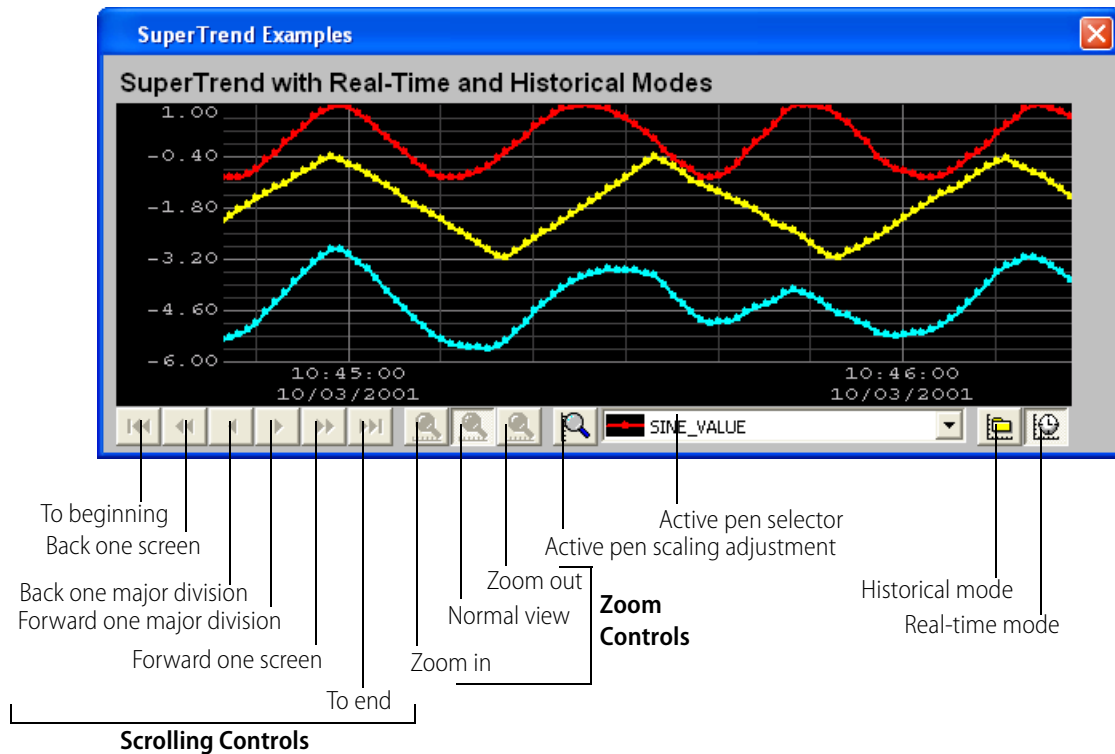 SuperTrend Examples
SuperTrend with Real-Time and Historical Modes
1.00
-0.40
-1.80
-3.20
-4.60
-6.00
10:45:00
10/03/2001
10:46:00
10/03/2001
SINE_VALUE
To beginning
Back one screen
Back one major division
Forward one major division
Forward one screen
To end
Scrolling Controls
Zoom in
Normal view
Zoom out
Zoom
Controls
Active pen scaling adjustment
Active pen selector
Historical mode
Real-time mode